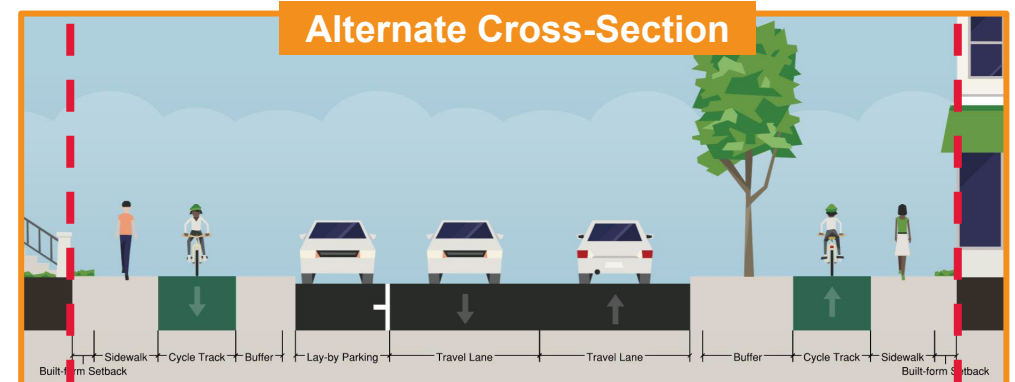 Alternate Cross-Section
Sidewalk Cycle Track Buffer Lay-by Parking Travel Lane Travel Lane Buffer Cycle Track Sidewalk
Built-form Setback Built-form Setback